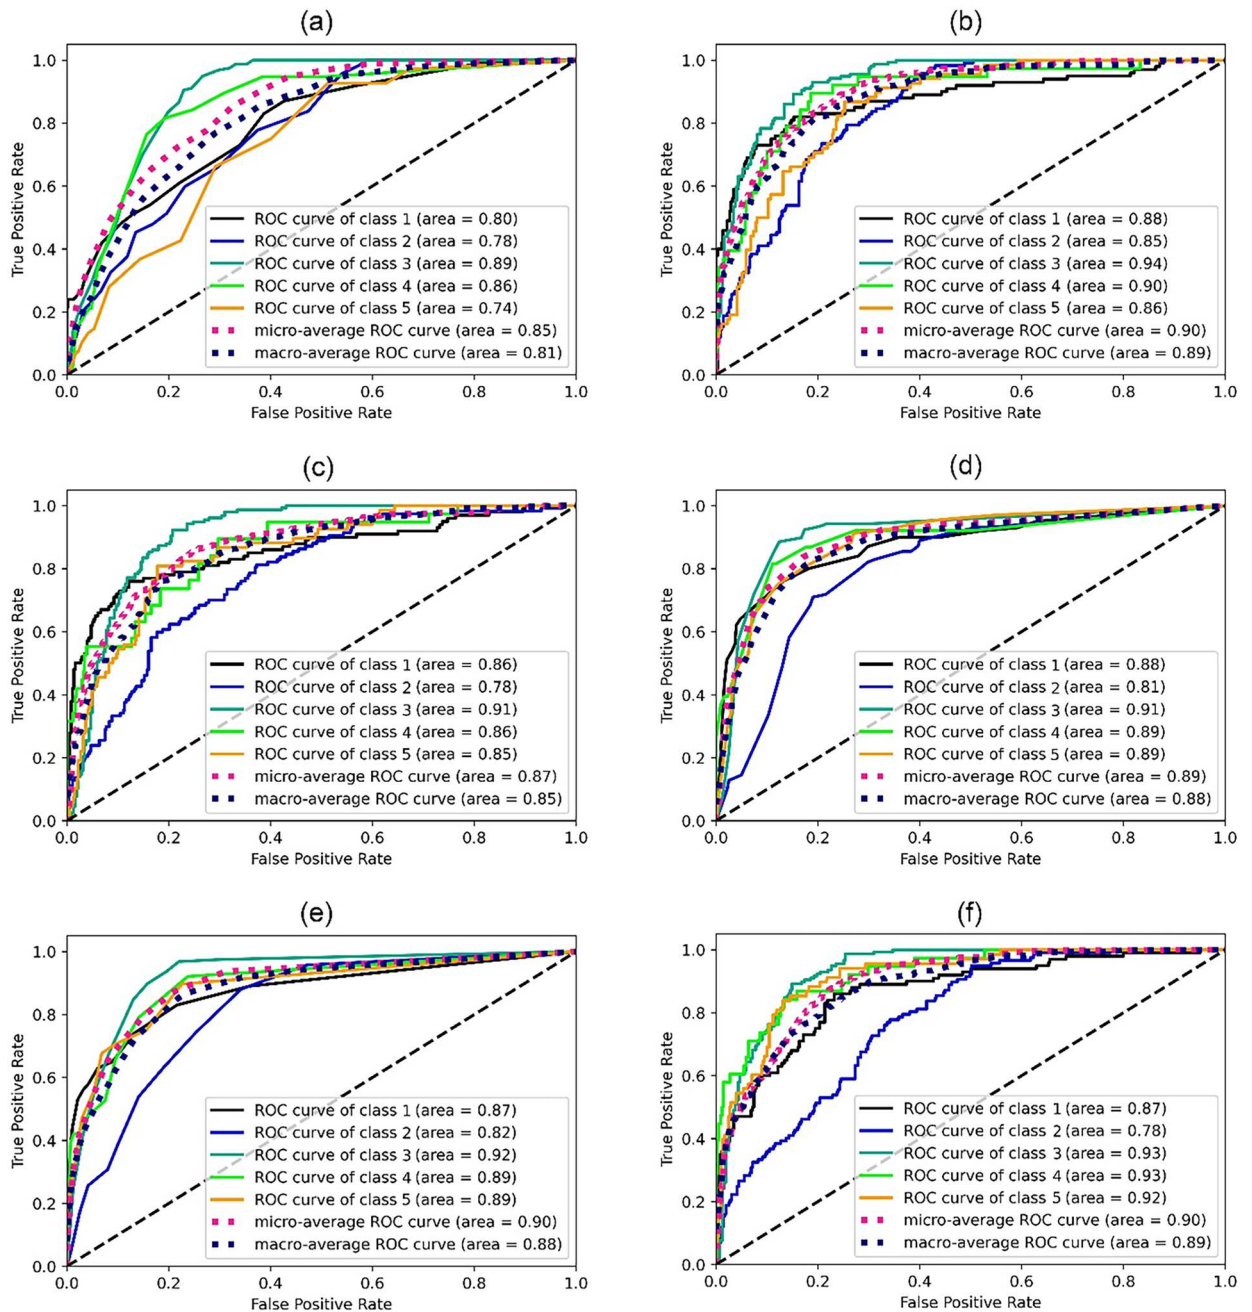 (a)
1.0
0.8
0.6
0.4
0.2
0.0
True Positive Rate
ROC curve of class 1 (area = 0.80)
ROC curve of class 2 (area = 0.78)
ROC curve of class 3 (area = 0.89)
ROC curve of class 4 (area = 0.86)
ROC curve of class 5 (area = 0.74)
micro-average ROC curve (area = 0.85)
macro-average ROC curve (area = 0.81)
0.0 0.2 0.4 0.6 0.8 1.0
False Positive Rate
(b)
1.0
0.8
0.6
0.4
0.2
0.0
True Positive Rate
ROC curve of class 1 (area = 0.88)
ROC curve of class 2 (area = 0.85)
ROC curve of class 3 (area = 0.94)
ROC curve of class 4 (area = 0.90)
ROC curve of class 5 (area = 0.86)
micro-average ROC curve (area = 0.90)
macro-average ROC curve (area = 0.89)
0.0 0.2 0.4 0.6 0.8 1.0
False Positive Rate
(c)
1.0
0.8
0.6
0.4
0.2
0.0
True Positive Rate
ROC curve of class 1 (area = 0.86)
ROC curve of class 2 (area = 0.78)
ROC curve of class 3 (area = 0.91)
ROC curve of class 4 (area = 0.86)
ROC curve of class 5 (area = 0.85)
micro-average ROC curve (area = 0.87)
macro-average ROC curve (area = 0.85)
0.0 0.2 0.4 0.6 0.8 1.0
False Positive Rate
(d)
1.0
0.8
0.6
0.4
0.2
0.0
True Positive Rate
ROC curve of class 1 (area = 0.88)
ROC curve of class 2 (area = 0.81)
ROC curve of class 3 (area = 0.91)
ROC curve of class 4 (area = 0.89)
ROC curve of class 5 (area = 0.89)
micro-average ROC curve (area = 0.89)
macro-average ROC curve (area = 0.88)
0.0 0.2 0.4 0.6 0.8 1.0
False Positive Rate
(e)
1.0
0.8
0.6
0.4
0.2
0.0
True Positive Rate
ROC curve of class 1 (area = 0.87)
ROC curve of class 2 (area = 0.82)
ROC curve of class 3 (area = 0.92)
ROC curve of class 4 (area = 0.89)
ROC curve of class 5 (area = 0.89)
micro-average ROC curve (area = 0.90)
macro-average ROC curve (area = 0.88)
0.0 0.2 0.4 0.6 0.8 1.0
False Positive Rate
(f)
1.0
0.8
0.6
0.4
0.2
0.0
True Positive Rate
ROC curve of class 1 (area = 0.87)
ROC curve of class 2 (area = 0.78)
ROC curve of class 3 (area = 0.93)
ROC curve of class 4 (area = 0.93)
ROC curve of class 5 (area = 0.92)
micro-average ROC curve (area = 0.90)
macro-average ROC curve (area = 0.89)
0.0 0.2 0.4 0.6 0.8 1.0
False Positive Rate